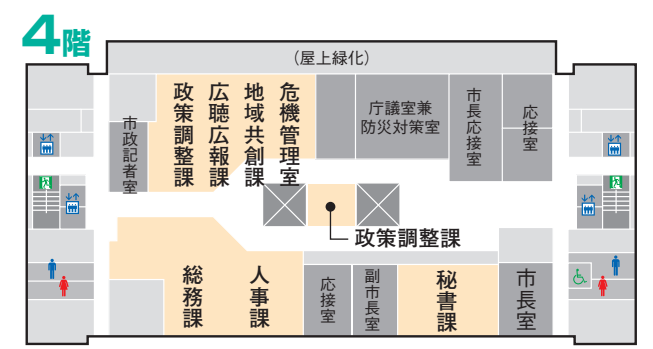 4階
（屋上緑化）
市政記者室
政策調整課
広聴広報課
地域共創課
危機管理室
庁議室兼
防災対策室
市長応接室
応接室
政策調整課
総務課
人事課
応接室
副市長室
秘書課
市長室